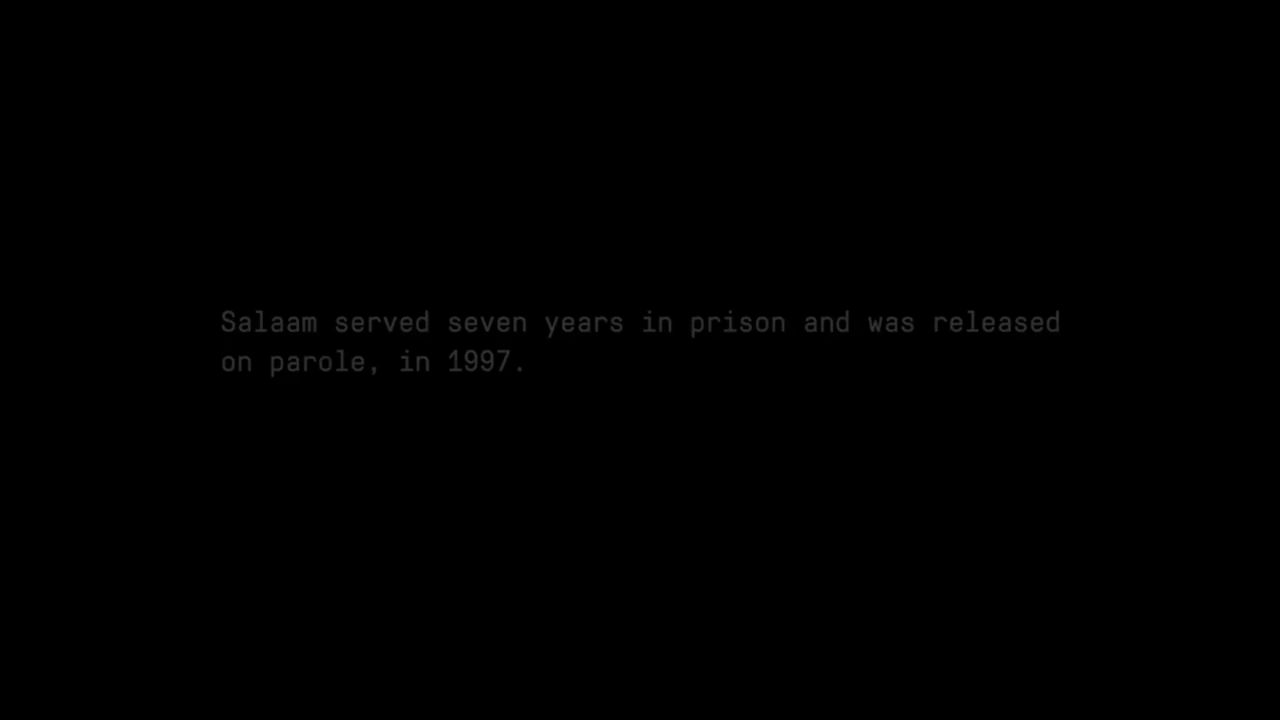 Salaam served seven years in prison and was released
on parole, in 1997.